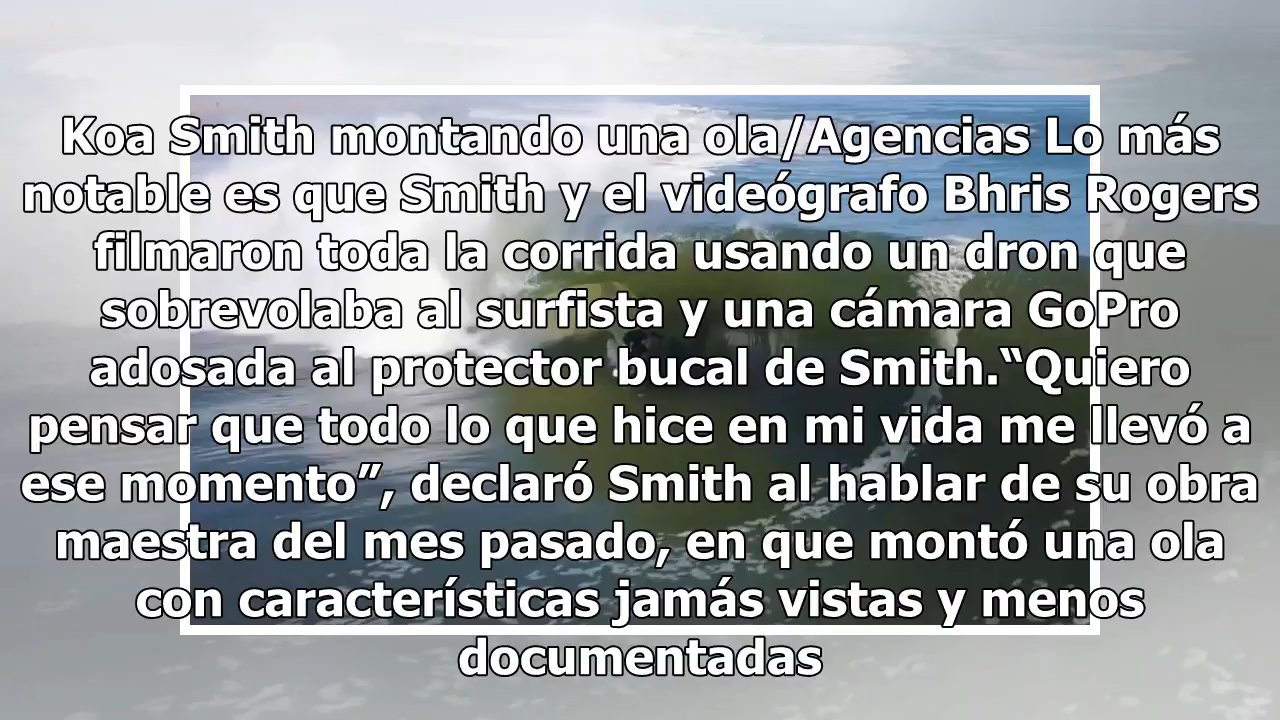 Koa Smith montando una ola/Agencias Lo más
notable es que Smith y el videógrafo Bhris Rogers
filmaron toda la corrida usando un dron que
sobrevolaba al surfista y una cámara GoPro
adosada al protector bucal de Smith.“Quiero
pensar que todo lo que hice en mi vida me llevó a
ese momento”, declaró Smith al hablar de su obra
maestra del mes pasado, en que montó una ola
con características jamás vistas y menos
documentadas